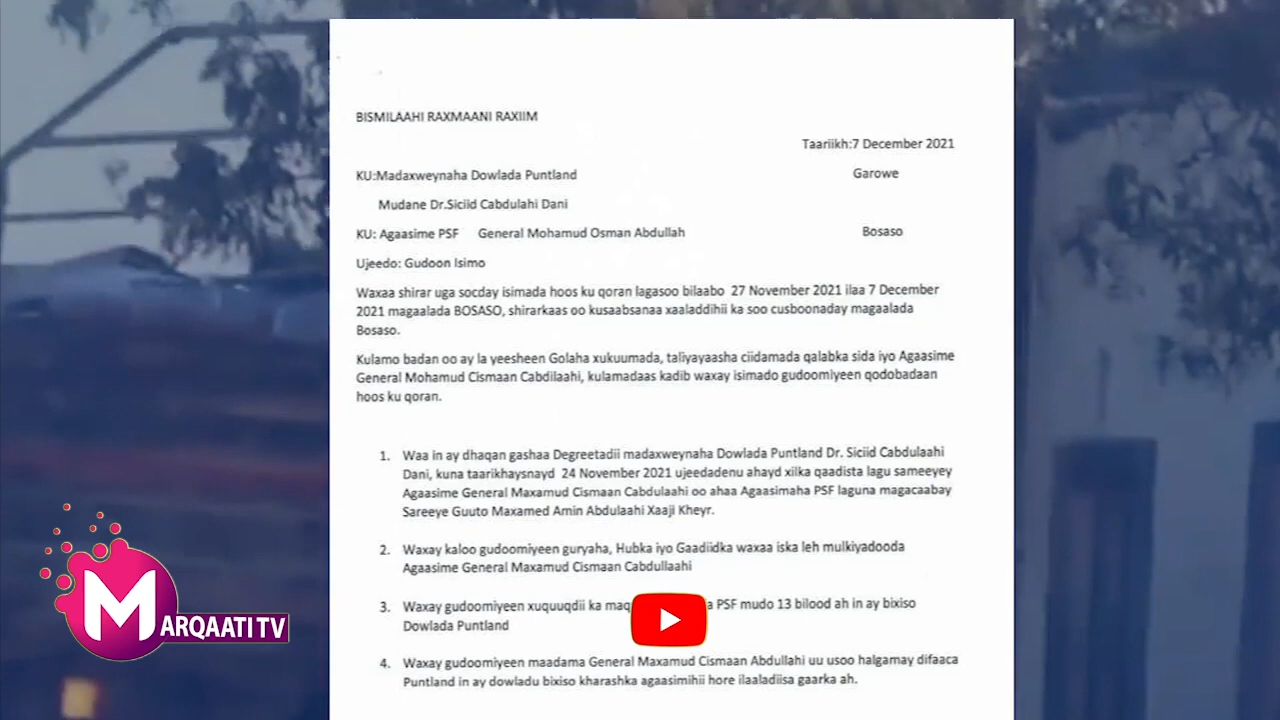 BISMILAAHI RAXMAANI RAXIIM
Taariikh:7 December 2021
KU:Madaxweynaha Dowlada Puntland Garowe
Mudane Dr.Siciid Cabdulahi Dani
KU: Agaasime PSF General Mohamud Osman Abdullah Bosaso
Ujeedo: Gudoon Isimo
Waxaa shirar uga socday isimada hoos ku qoran lagasoo bilaabo 27 November 2021 ilaa 7 December
2021 magaalada BOSASO, shirarkaas oo kusaabsanaa xaaladdihii ka soo cusboonaday magaalada
Bosaso.
Kulamo badan oo ay la yeesheen Golaha xukuumada, taliyayaasha ciidamada qalabka sida iyo Agaasime
General Mohamud Cismaan Cabdilaahi, kulamadaas kadib waxay isimado gudoomiyeen qodobadaan
hoos ku qoran.
1. Waa in ay dhaqan gashaa Degreetadii madaxweynaha Dowlada Puntland Dr. Siciid Cabdulaahi
Dani, kuna taarikhaysnayd 24 November 2021 ujeedadenu ahayd xilka qaadista lagu sameeyey
Agaasime General Maxamud Cismaan Cabdulaahi oo ahaa Agaasimaha PSF laguna magacaabay
Sareeye Guuto Maxamed Amin Abdulaahi Xaaji Kheyr.
2. Waxay kaloo gudoomiyeen guryaha, Hubka iyo Gaadiidka waxaa iska leh mulkiyadooda
Agaasime General Maxamud Cismaan Cabdullaahi
3. Waxay gudoomiyeen xuquuqdii ka PSF mudo 13 bilood ah in ay bixiso
Dowlada Puntland
4. Waxay gudoomiyeen maadama General Maxamud Cismaan Abdullahi uu usoo halgamay difaaca
Puntland in ay dowladu bixiso kharashka agaasimihii hore ilaaladiisa gaarka ah.
MARQAATI TV